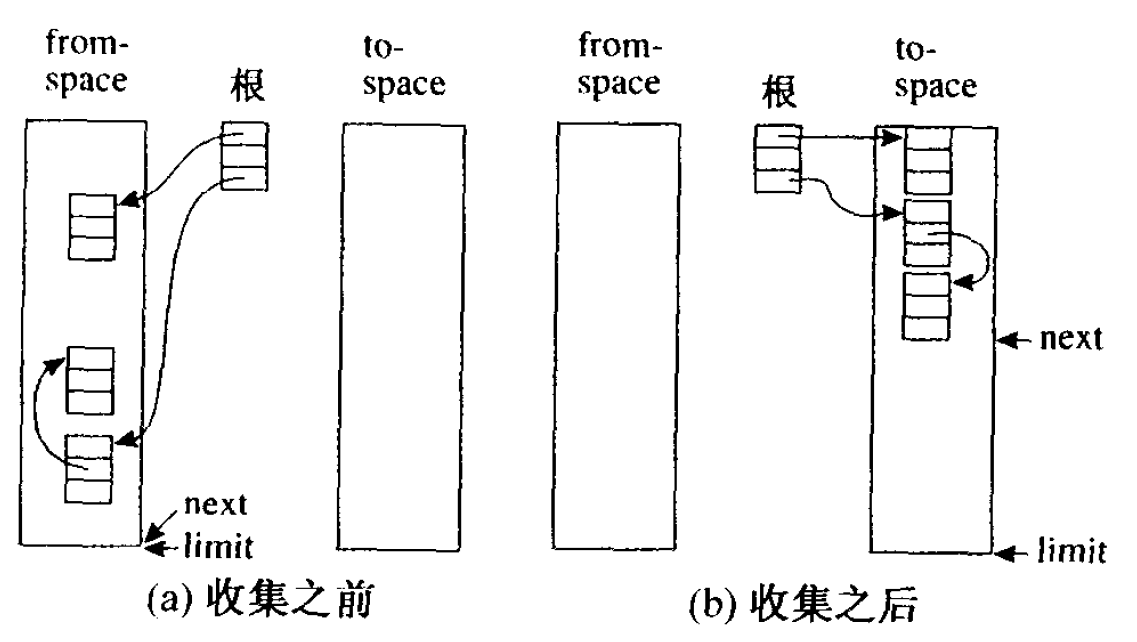 from-
space
根
to-
space
next
limit
(a) 收集之前
from-
space
根
to-
space
next
limit
(b) 收集之后